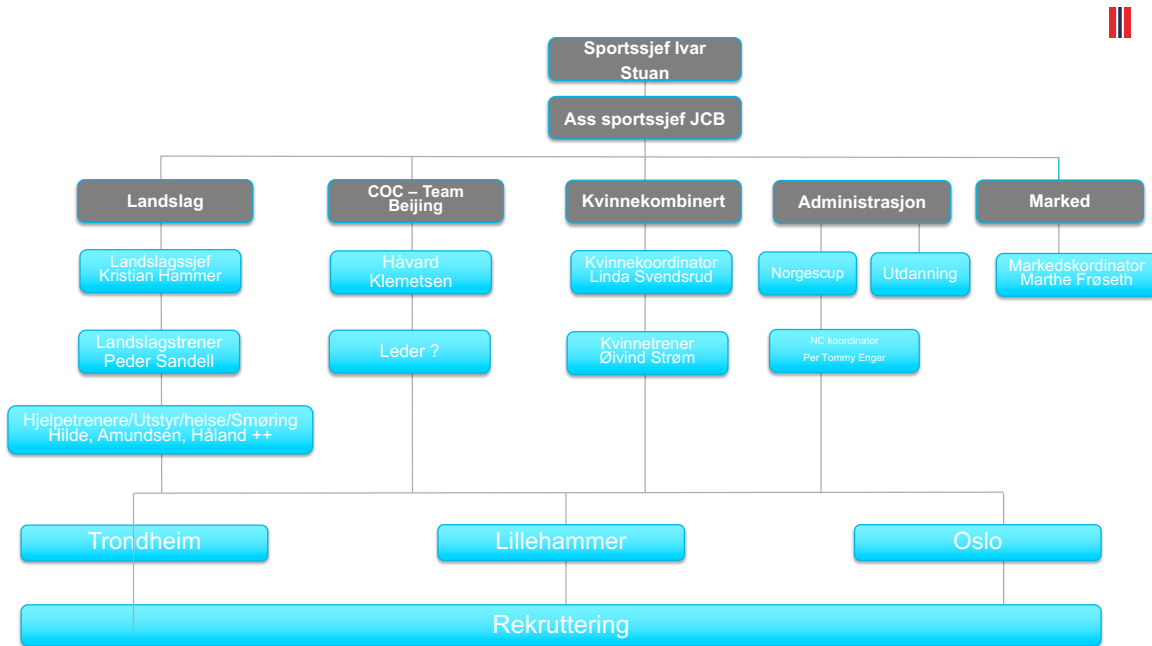 Sportssjef Ivar
Stuan
Ass sportssjef JCB
Landslag
COC – Team
Beijing
Kvinnekombinert
Administrasjon
Marked
Landslagssjef
Kristian Hammer
Håvard
Klemetsen
Kvinnekoordinator
Linda Svendsrud
Norgescup
Utdanning
Markedskordinator
Marthe Frøseth
Landslagstrener
Peder Sandell
Leder ?
Kvinnetrener
Øivind Strøm
NC koordinator
Per Tommy Enger
Hjelpetrenere/Utstyr/helse/Smøring
Hilde, Amundsen, Håland ++
Trondheim
Lillehammer
Oslo
Rekruttering